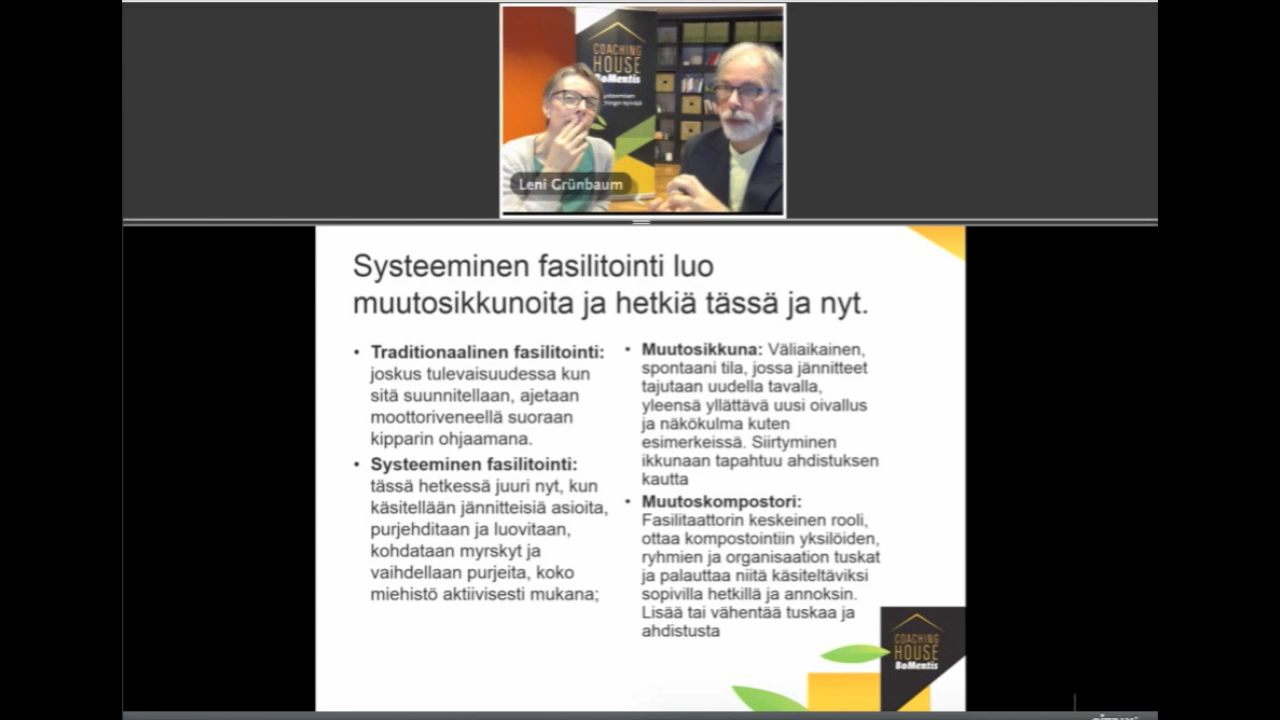 COACHING
HOUSE
BoMentis
Leni Grünbaum
Systeeminen fasilitointi luo
muutosikkunoita ja hetkiä tässä ja nyt.
• Traditionaalinen fasilitointi:
joskus tulevaisuudessa kun
sitä suunnitellaan, ajetaan
moottoriveneellä suoraan
kipparin ohjaamana.
• Systeeminen fasilitointi:
tässä hetkessä juuri nyt, kun
käsitellään jännitteisiä asioita,
purjehditaan ja luovitaan,
kohdataan myrskyt ja
vaihdellaan purjeita, koko
miehistö aktiivisesti mukana;
• Muutosikkuna: Väliaikainen,
spontaani tila, jossa jännitteet
tajutaan uudella tavalla,
yleensä yllättävä uusi oivallus
ja näkökulma kuten
esimerkeissä. Siirtyminen
ikkunaan tapahtuu ahdistuksen
kautta
• Muutoskompostori:
Fasilitaattorin keskeinen rooli,
ottaa kompostointiin yksilöiden,
ryhmien ja organisaation tuskat
ja palauttaa niitä käsiteltäviksi
sopivilla hetkillä ja annoksin.
Lisää tai vähentää tuskaa ja
ahdistusta
COACHING
HOUSE
BoMentis